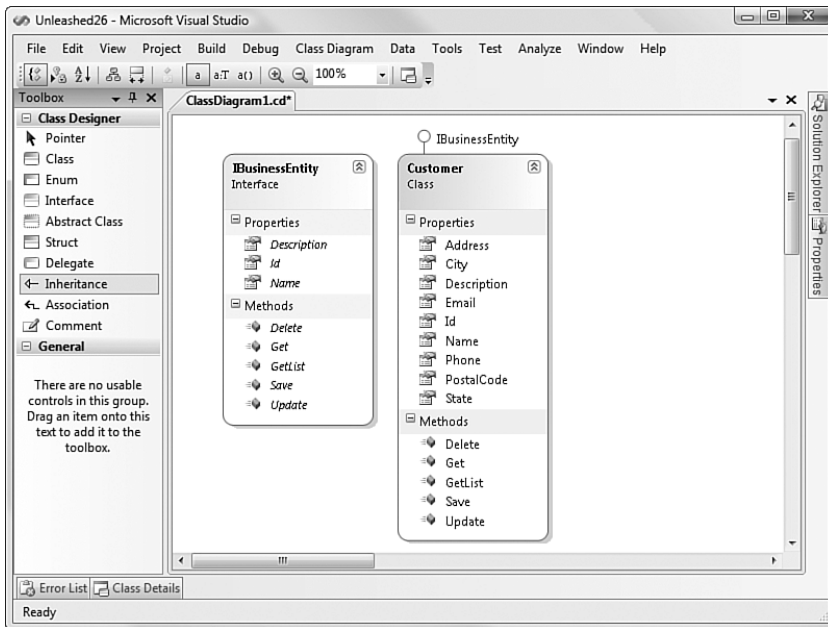 Unleashed26 - Microsoft Visual Studio
File Edit View Project Build Debug Class Diagram Data Tools Test Analyze Window Help
a a:T a() 100%
Toolbox
ClassDiagram1.cd*
Class Designer
Pointer
Class
Enum
Interface
Abstract Class
Struct
Delegate
Inheritance
Association
Comment
General
There are no usable
controls in this group.
Drag an item onto this
text to add it to the
toolbox.
IBusinessEntity
Interface
Properties
Description
Id
Name
Methods
Delete
Get
GetList
Save
Update
IBusinessEntity
Customer
Class
Properties
Address
City
Description
Email
Id
Name
Phone
PostalCode
State
Methods
Delete
Get
GetList
Save
Update
Solution Explorer
Properties
Error List Class Details
Ready